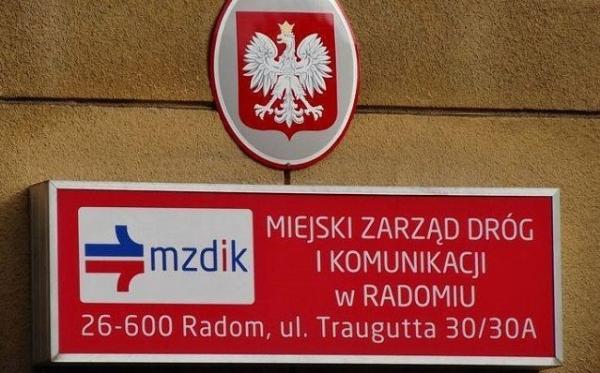 mzdik
MIEJSKI ZARZĄD DRÓG
I KOMUNIKACJI
w RADOMIU
26-600 Radom, ul. Traugutta 30/30A